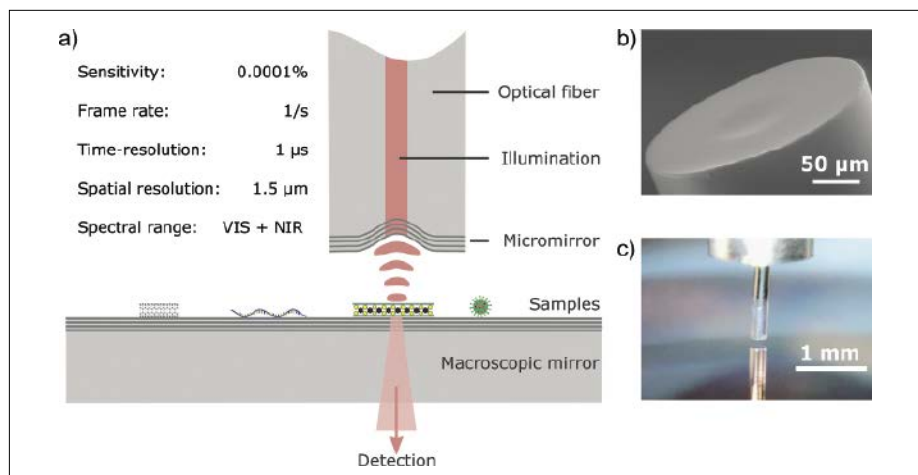 a)
Sensitivity: 0.0001%
Frame rate: 1/s
Time-resolution: 1 µs
Spatial resolution: 1.5 µm
Spectral range: VIS + NIR
Optical fiber
Illumination
Micromirror
Samples
Macroscopic mirror
Detection
b)
50 µm
c)
1 mm